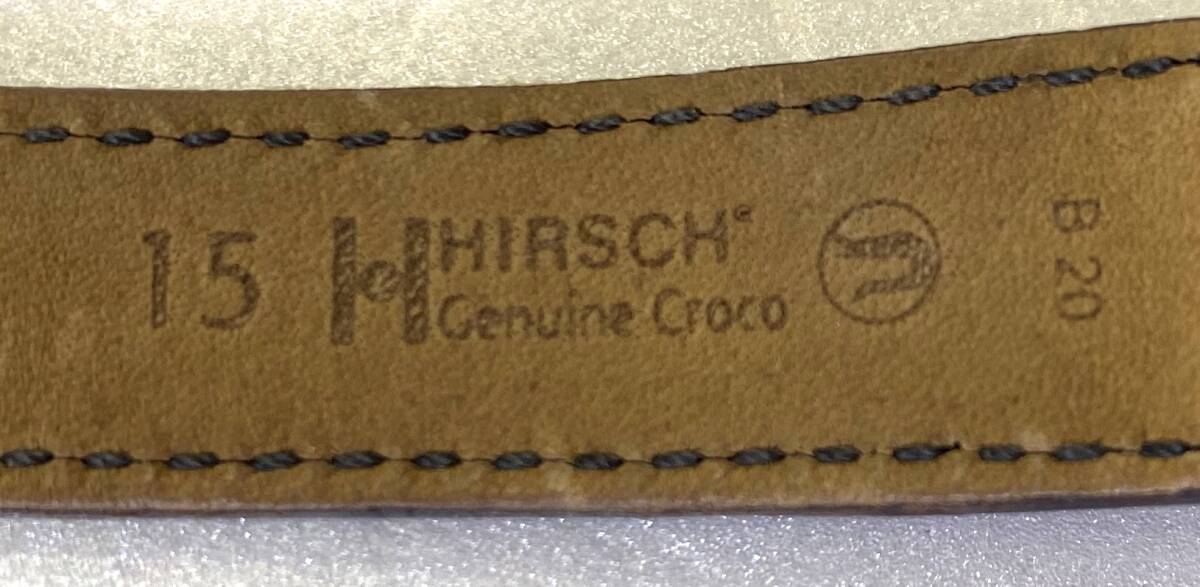 15
HIRSCH®
Genuine Croco
B 20